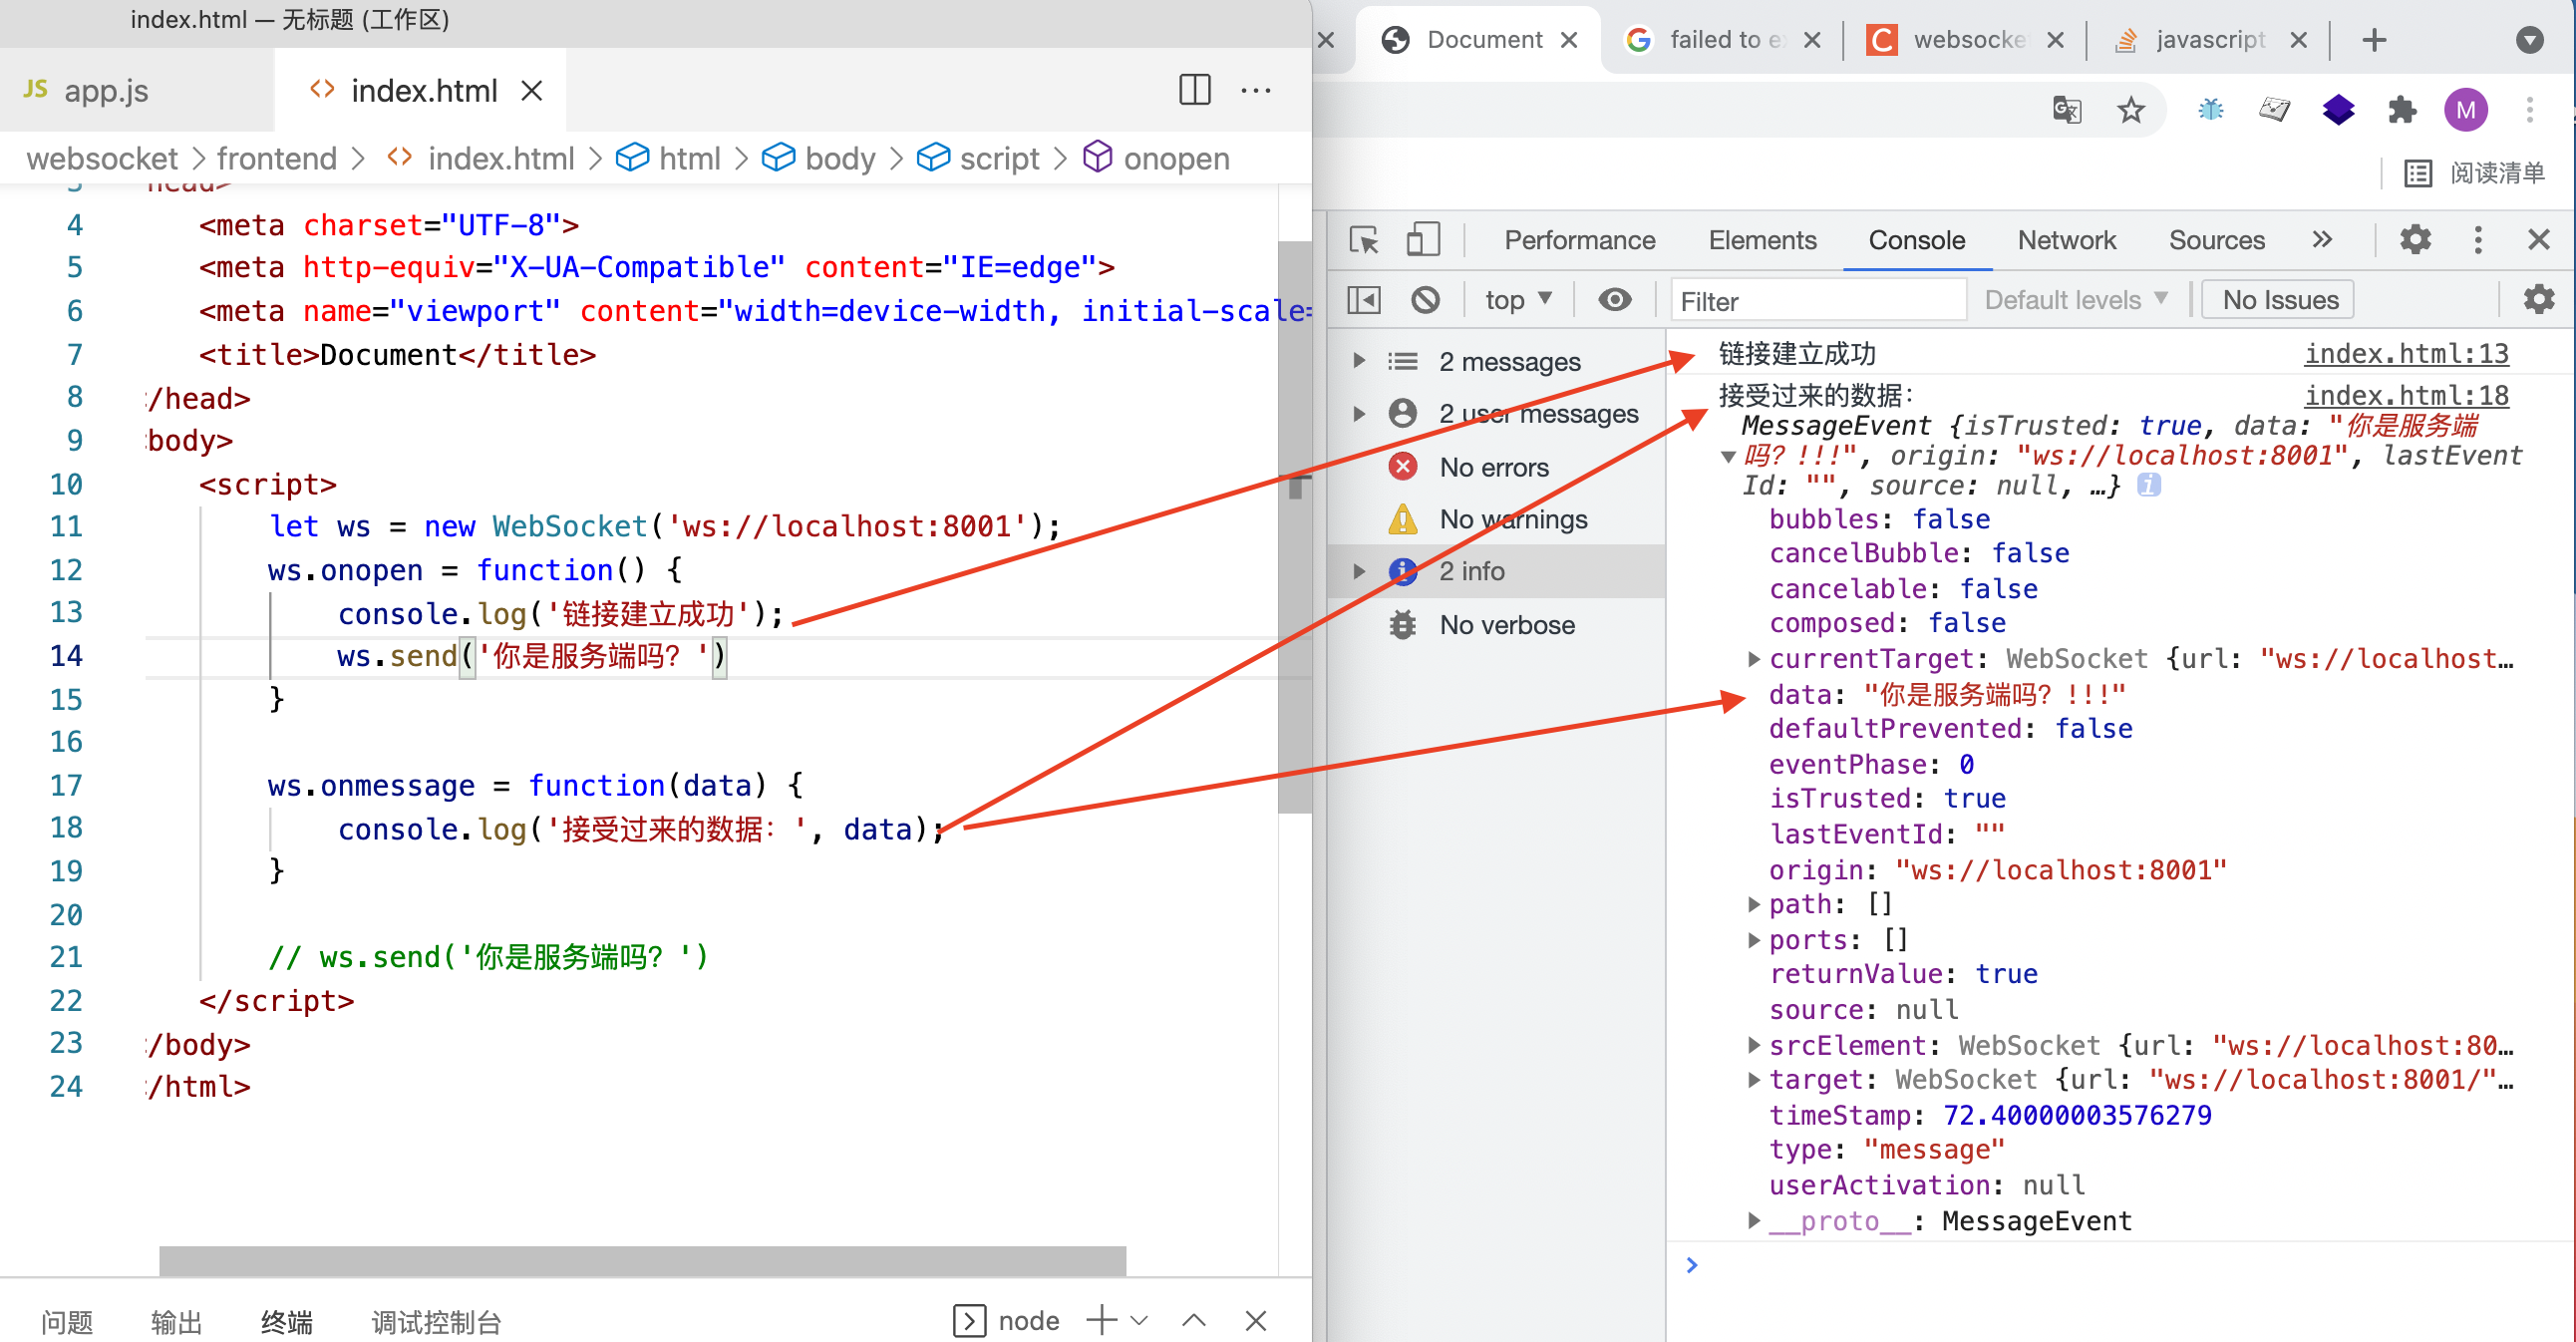 index.html — 无标题 (工作区)
JS app.js
index.html
websocket > frontend > index.html > html > body > script > onopen
3 head>
4 <meta charset="UTF-8">
5 <meta http-equiv="X-UA-Compatible" content="IE=edge">
6 <meta name="viewport" content="width=device-width, initial-scale=
7 <title>Document</title>
8 /head>
9 body>
10 <script>
11 let ws = new WebSocket('ws://localhost:8001');
12 ws.onopen = function() {
13 console.log('链接建立成功');
14 ws.send('你是服务端吗？')
15 }
16
17 ws.onmessage = function(data) {
18 console.log('接受过来的数据：', data);
19 }
20
21 // ws.send('你是服务端吗？')
22 </script>
23 /body>
24 /html>
问题 输出 终端 调试控制台 node
Document failed to e websocke javascript
M
阅读清单
Performance Elements Console Network Sources
top Filter Default levels No Issues
2 messages
2 user messages
No errors
No warnings
2 info
No verbose
链接建立成功 index.html:13
接受过来的数据： index.html:18
MessageEvent {isTrusted: true, data: "你是服务端
吗？!!!", origin: "ws://localhost:8001", lastEvent
Id: "", source: null, …}
bubbles: false
cancelBubble: false
cancelable: false
composed: false
currentTarget: WebSocket {url: "ws://localhost…
data: "你是服务端吗？!!!"
defaultPrevented: false
eventPhase: 0
isTrusted: true
lastEventId: ""
origin: "ws://localhost:8001"
path: []
ports: []
returnValue: true
source: null
srcElement: WebSocket {url: "ws://localhost:80…
target: WebSocket {url: "ws://localhost:8001/"…
timeStamp: 72.40000003576279
type: "message"
userActivation: null
__proto__: MessageEvent